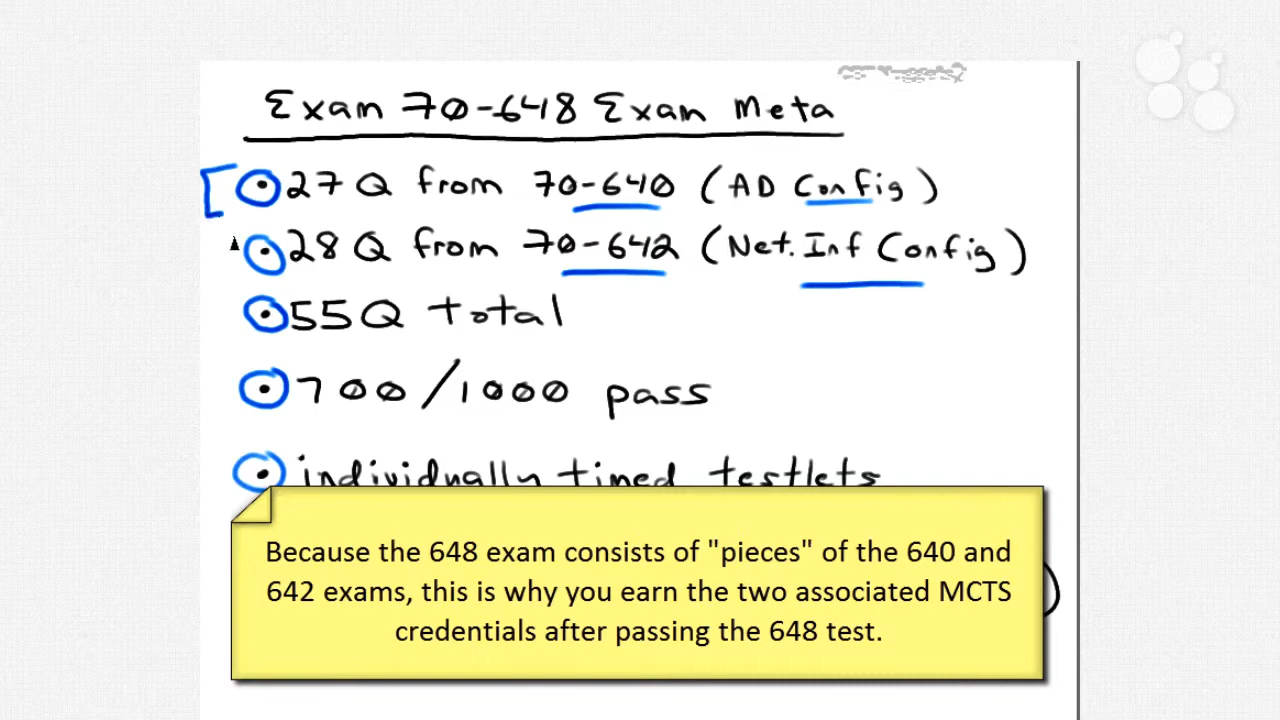 Exam 70-648 Exam Meta
27 Q from 70-640 (AD Config)
28 Q from 70-642 (Net. Inf Config)
55 Q total
700/1000 pass
individually timed testlets
Because the 648 exam consists of "pieces" of the 640 and
642 exams, this is why you earn the two associated MCTS
credentials after passing the 648 test.